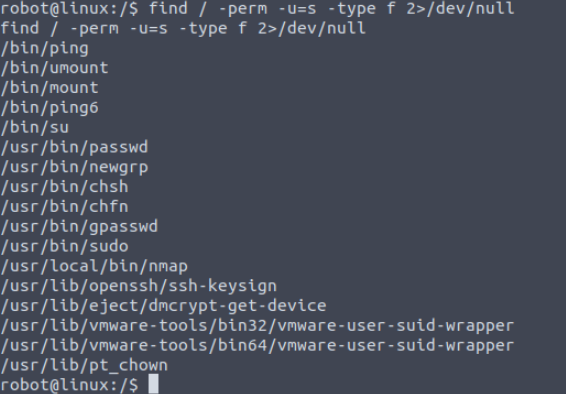 robot@linux:/$ find / -perm -u=s -type f 2>/dev/null
find / -perm -u=s -type f 2>/dev/null
/bin/ping
/bin/umount
/bin/mount
/bin/ping6
/bin/su
/usr/bin/passwd
/usr/bin/newgrp
/usr/bin/chsh
/usr/bin/chfn
/usr/bin/gpasswd
/usr/bin/sudo
/usr/local/bin/nmap
/usr/lib/openssh/ssh-keysign
/usr/lib/eject/dmcrypt-get-device
/usr/lib/vmware-tools/bin32/vmware-user-suid-wrapper
/usr/lib/vmware-tools/bin64/vmware-user-suid-wrapper
/usr/lib/pt_chown
robot@linux:/$